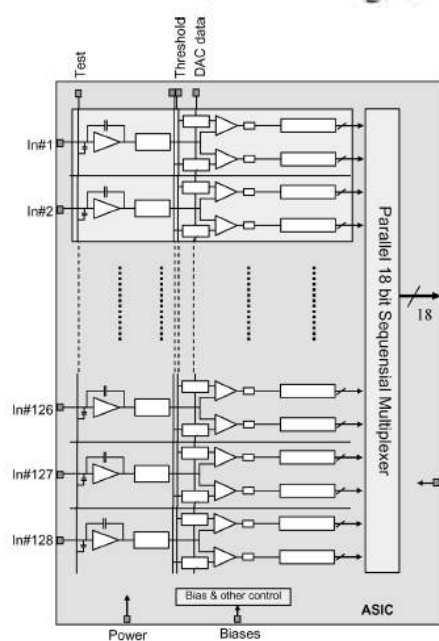 Test
Threshold
DAC data
In#1
In#2
Parallel 18 bit Sequensial Multiplexer
18
In#126
In#127
In#128
Bias & other control
ASIC
Power
Biases